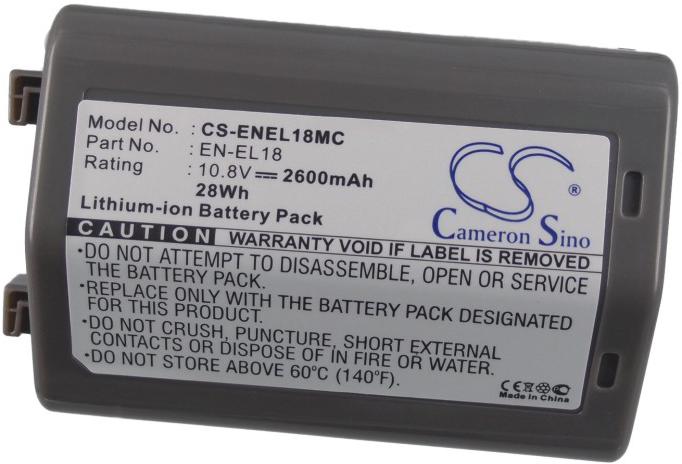 Model No. : CS-ENEL18MC
Part No. : EN-EL18
Rating : 10.8V 2600mAh
28Wh
Lithium-ion Battery Pack
CS ®
Cameron Sino
CAUTION WARRANTY VOID IF LABEL IS REMOVED
·DO NOT ATTEMPT TO DISASSEMBLE, OPEN OR SERVICE
THE BATTERY PACK.
·REPLACE ONLY WITH THE BATTERY PACK DESIGNATED
FOR THIS PRODUCT.
·DO NOT CRUSH, PUNCTURE, SHORT EXTERNAL
CONTACTS OR DISPOSE OF IN FIRE OR WATER.
·DO NOT STORE ABOVE 60°C (140°F).
CE
Made in China